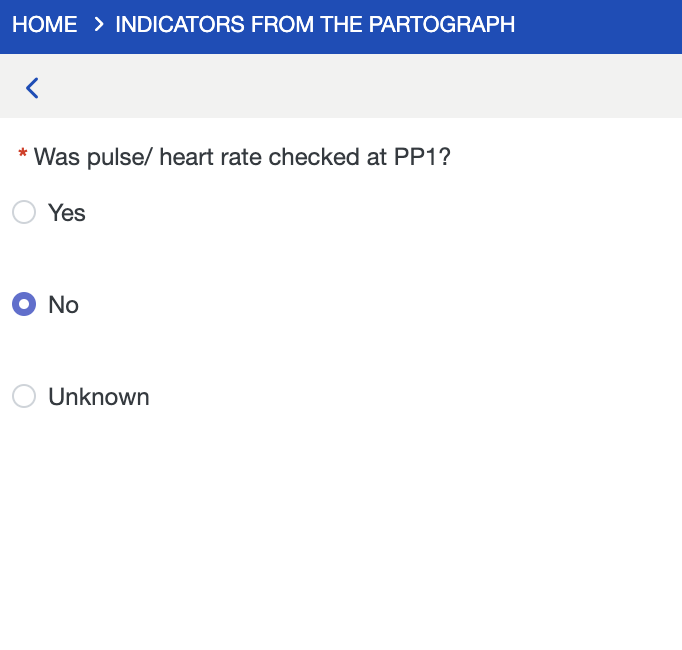 HOME > INDICATORS FROM THE PARTOGRAPH
* Was pulse/ heart rate checked at PP1?
Yes
No
Unknown